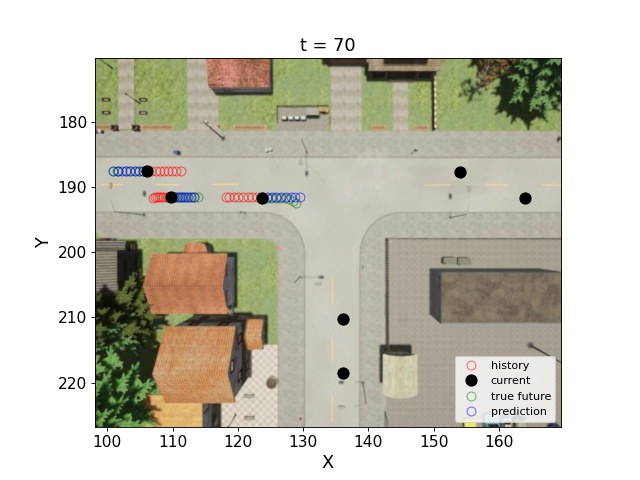 t = 70
Y
180
190
200
210
220
100
110
120
130
140
150
160
X
history
current
true future
prediction